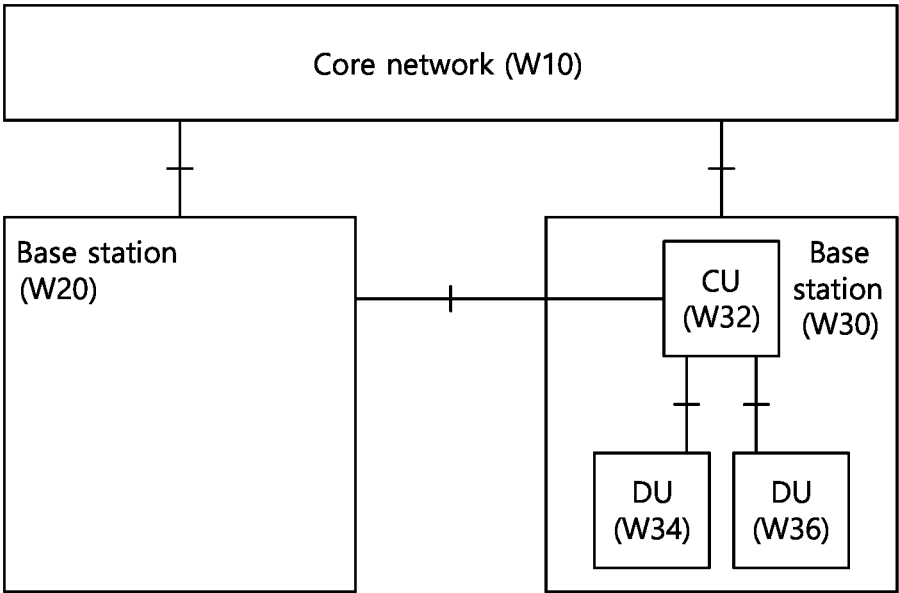 Core network (W10)
Base station
(W20)
CU
(W32)
Base
station
(W30)
DU
(W34)
DU
(W36)